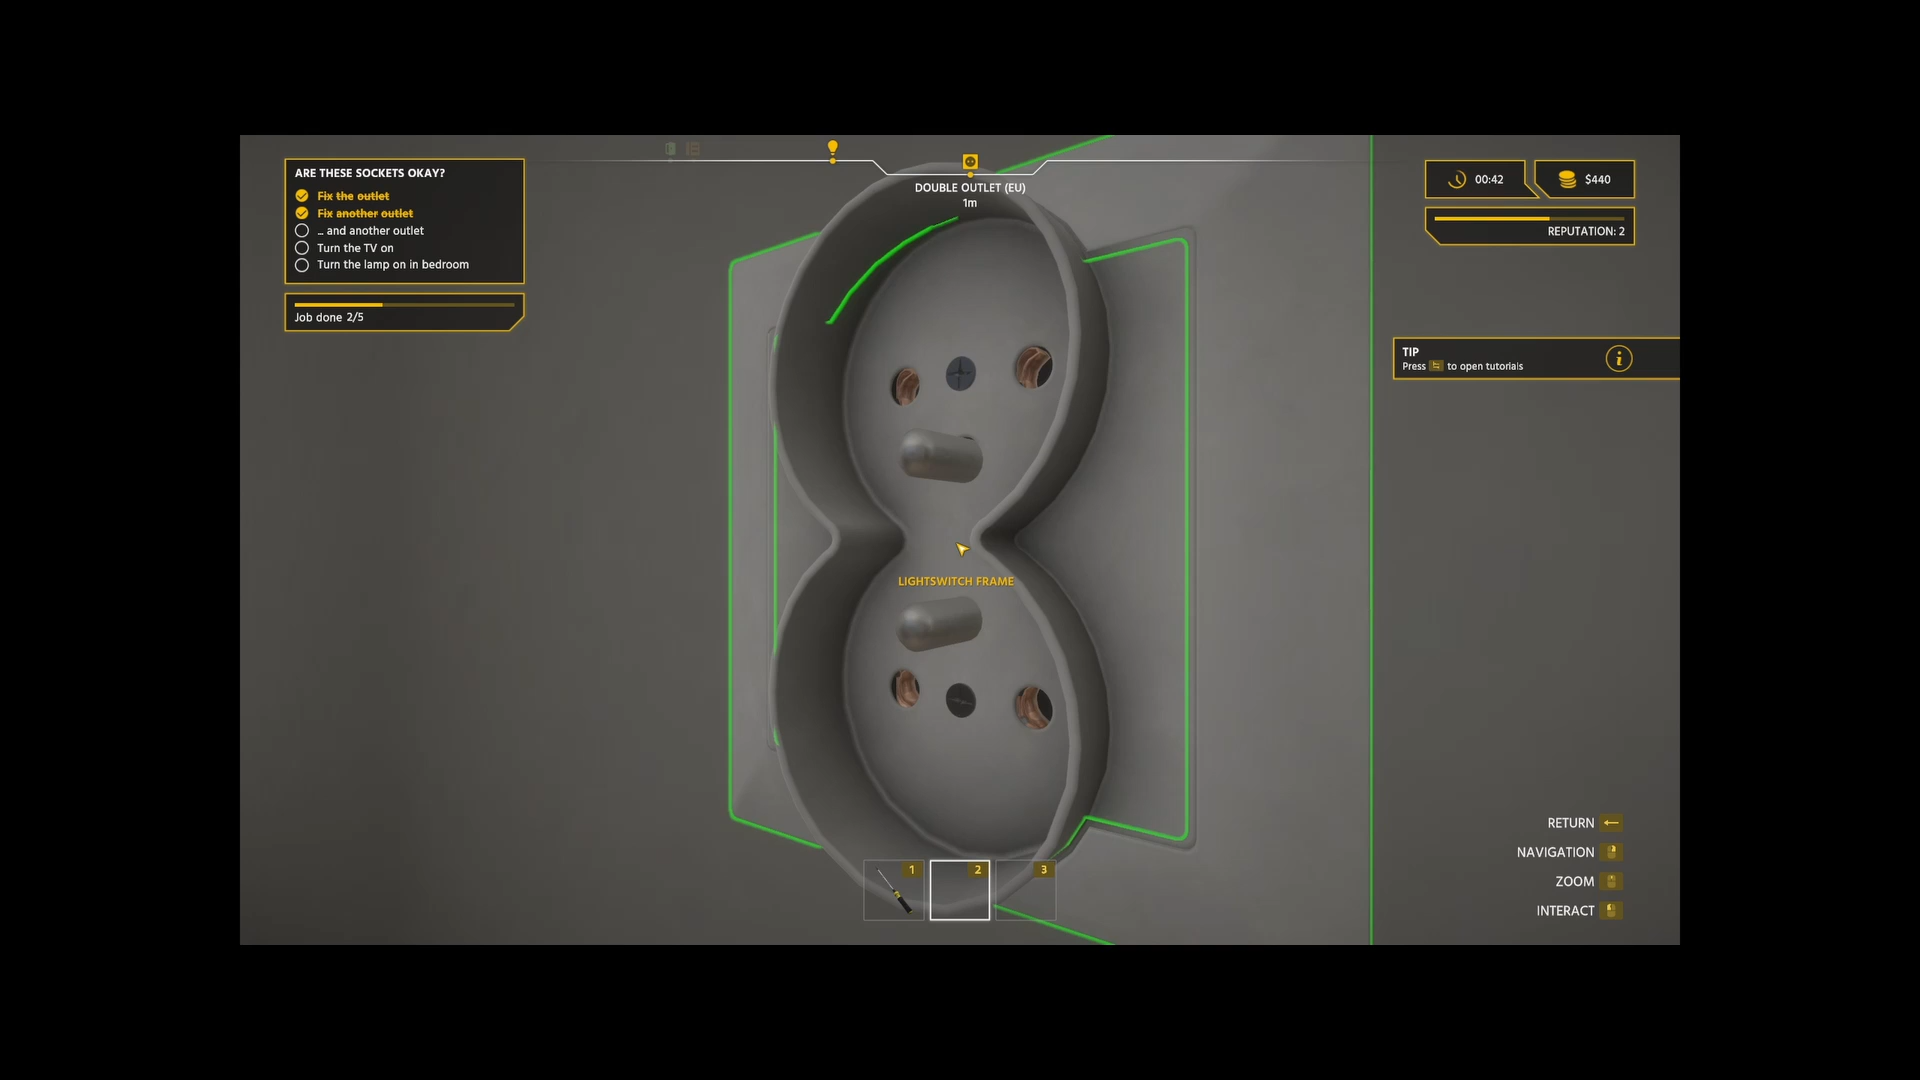 ARE THESE SOCKETS OKAY?
Fix the outlet
Fix another outlet
... and another outlet
Turn the TV on
Turn the lamp on in bedroom
Job done 2/5
DOUBLE OUTLET (EU)
1m
00:42
$440
REPUTATION: 2
TIP
Press to open tutorials
LIGHTSWITCH FRAME
RETURN
NAVIGATION
ZOOM
INTERACT
1
2
3